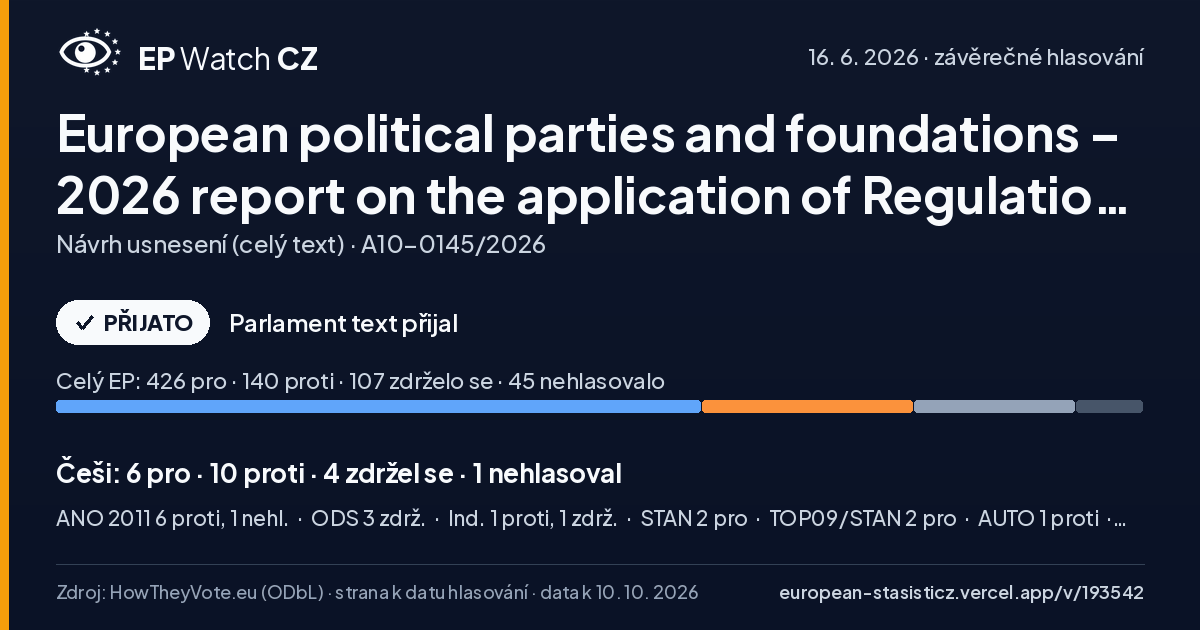 EP Watch CZ
16. 6. 2026 · závěrečné hlasování
European political parties and foundations –
2026 report on the application of Regulatio…
Návrh usnesení (celý text) · A10-0145/2026
✓ PŘIJATO
Parlament text přijal
Celý EP: 426 pro · 140 proti · 107 zdrželo se · 45 nehlasovalo
Češi: 6 pro · 10 proti · 4 zdržel se · 1 nehlasoval
ANO 2011 6 proti, 1 nehl. · ODS 3 zdrž. · Ind. 1 proti, 1 zdrž. · STAN 2 pro · TOP09/STAN 2 pro · AUTO 1 proti ·…
Zdroj: HowTheyVote.eu (ODbL) · strana k datu hlasování · data k 10. 10. 2026
european-stasisticz.vercel.app/v/193542